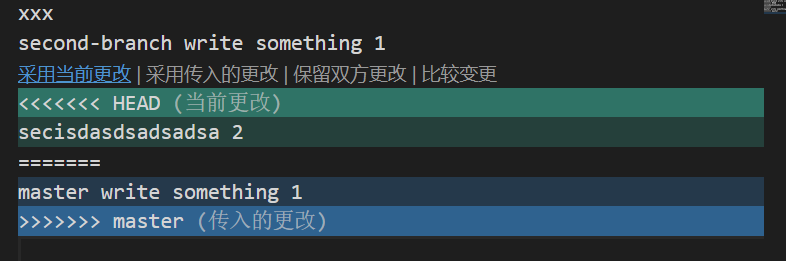 xxx
second-branch write something 1
采用当前更改 | 采用传入的更改 | 保留双方更改 | 比较变更
<<<<<<< HEAD (当前更改)
secisdasdsadsadsa 2
=======
master write something 1
>>>>>>> master (传入的更改)